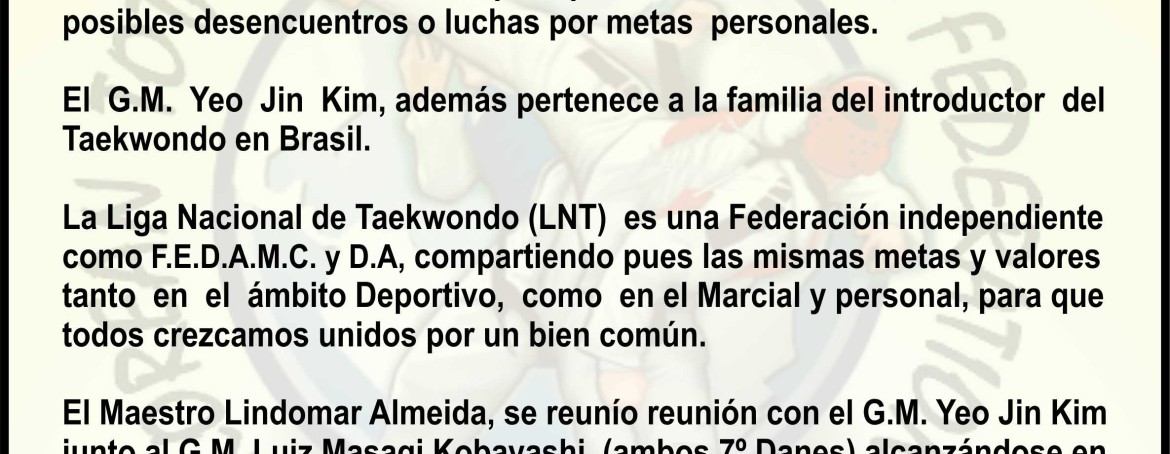 posibles desencuentros o luchas por metas personales.
El G.M. Yeo Jin Kim, además pertenece a la familia del introductor del
Taekwondo en Brasil.
La Liga Nacional de Taekwondo (LNT) es una Federación independiente
como F.E.D.A.M.C. y D.A, compartiendo pues las mismas metas y valores
tanto en el ámbito Deportivo, como en el Marcial y personal, para que
todos crezcamos unidos por un bien común.
El Maestro Lindomar Almeida, se reunío reunión con el G.M. Yeo Jin Kim
junto al G.M. Luiz Masagi Kobayashi, (ambos 7º Danes) alcanzándose en
FEDERATION